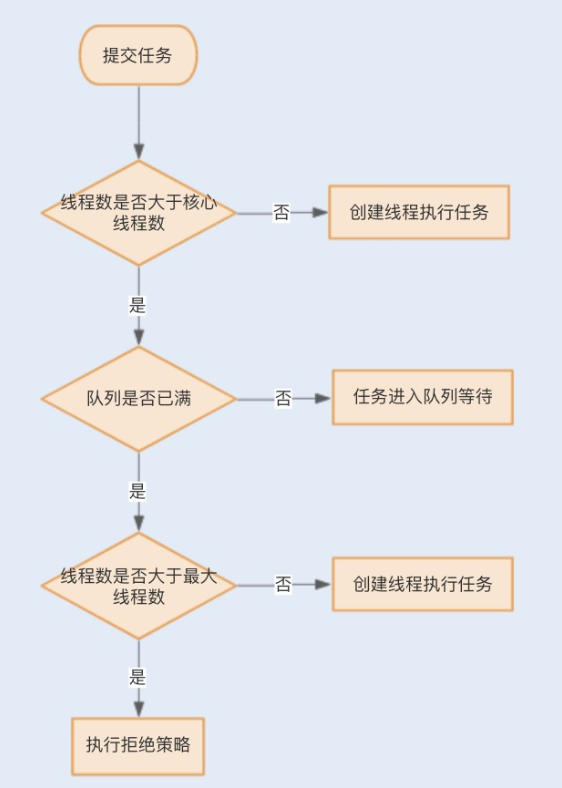 提交任务
线程数是否大于核心
线程数
否
创建线程执行任务
是
队列是否已满
否
任务进入队列等待
是
线程数是否大于最大
线程数
否
创建线程执行任务
是
执行拒绝策略